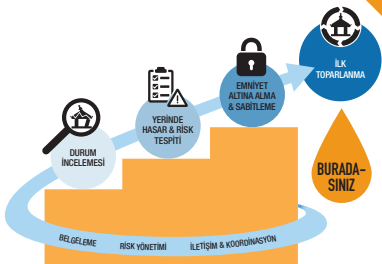 DURUM
İNCELEMESİ
YERİNDE
HASAR & RİSK
TESPİTİ
EMNİYET
ALTINA ALMA
& SABİTLEME
İLK
TOPARLANMA
BURADA-
SINIZ
BELGELEME RİSK YÖNETİMİ İLETİŞİM & KOORDİNASYON